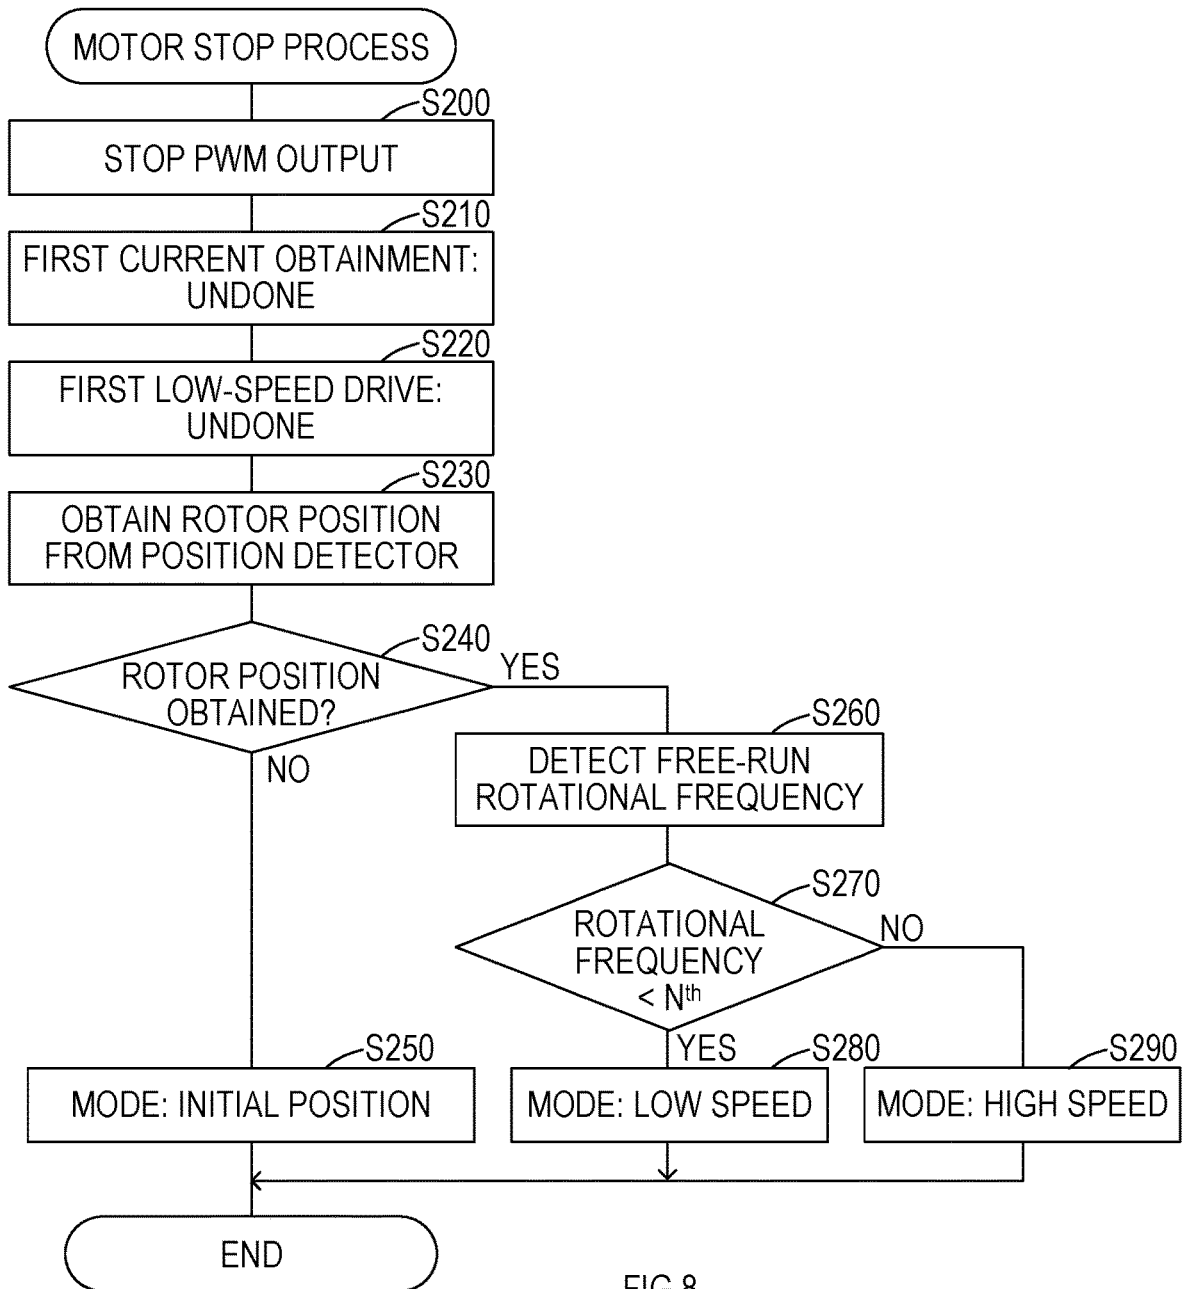 MOTOR STOP PROCESS
S200
STOP PWM OUTPUT
S210
FIRST CURRENT OBTAINMENT:
UNDONE
S220
FIRST LOW-SPEED DRIVE:
UNDONE
S230
OBTAIN ROTOR POSITION
FROM POSITION DETECTOR
S240
ROTOR POSITION
OBTAINED?
YES
NO
S260
DETECT FREE-RUN
ROTATIONAL FREQUENCY
S270
ROTATIONAL
FREQUENCY
< Nᵗʰ
NO
YES
S250
MODE: INITIAL POSITION
S280
MODE: LOW SPEED
S290
MODE: HIGH SPEED
END
FIG.8